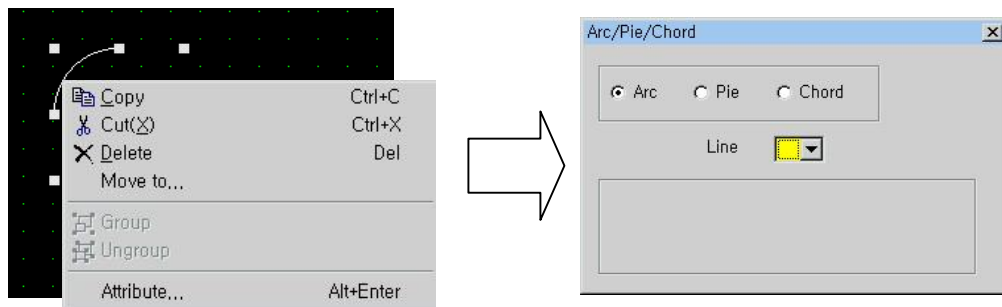 Copy Ctrl+C
Cut(X) Ctrl+X
Delete Del
Move to...
Group
Ungroup
Attribute... Alt+Enter
Arc/Pie/Chord
Arc Pie Chord
Line